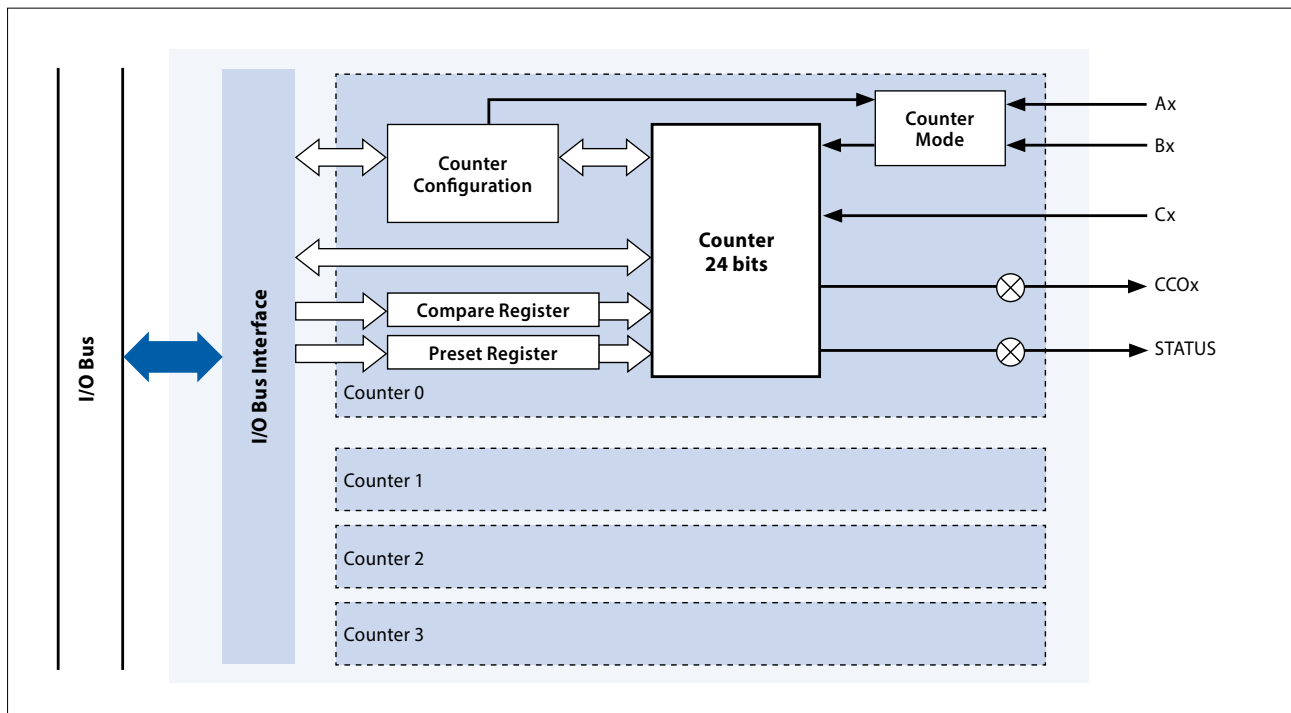 I/O Bus
I/O Bus Interface
Counter
Configuration
Counter
Mode
Counter
24 bits
Compare Register
Preset Register
Counter 0
Counter 1
Counter 2
Counter 3
Ax
Bx
Cx
CCOx
STATUS